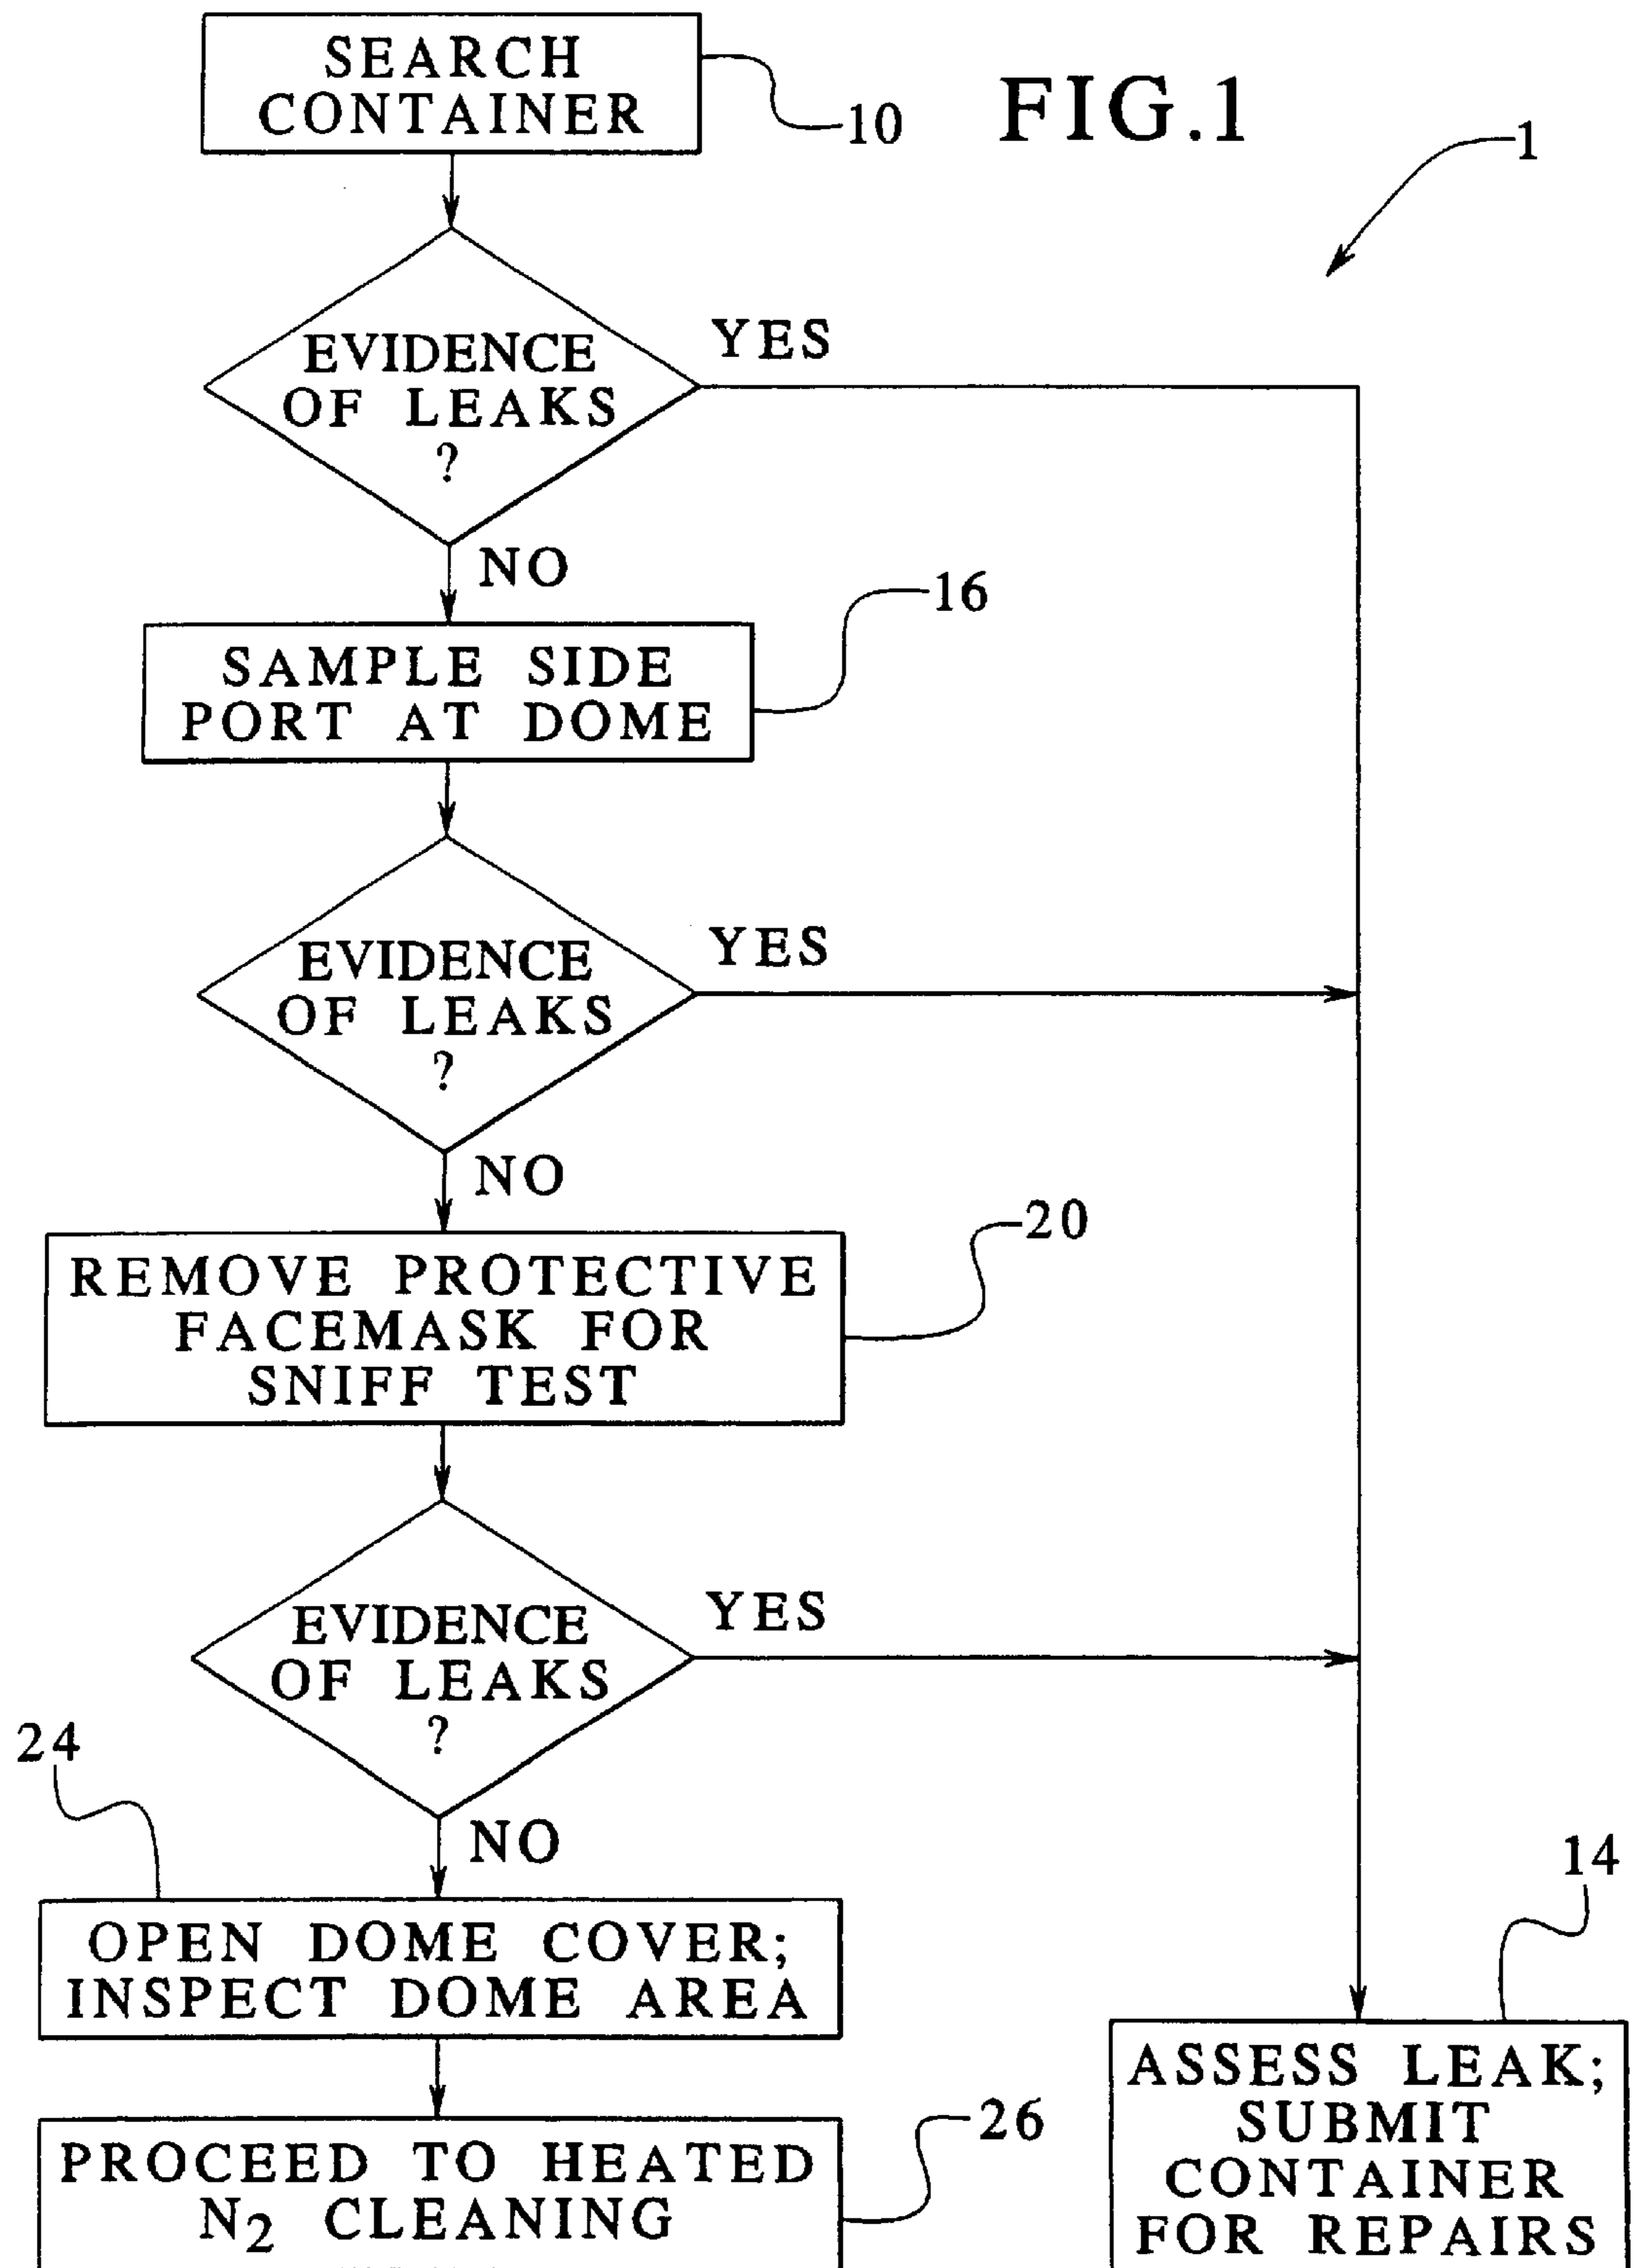 SEARCH
CONTAINER
10
FIG.1
1
EVIDENCE
OF LEAKS
?
YES
NO
16
SAMPLE SIDE
PORT AT DOME
EVIDENCE
OF LEAKS
?
YES
NO
20
REMOVE PROTECTIVE
FACEMASK FOR
SNIFF TEST
EVIDENCE
OF LEAKS
?
YES
24
NO
OPEN DOME COVER;
INSPECT DOME AREA
14
ASSESS LEAK;
SUBMIT
CONTAINER
FOR REPAIRS
26
PROCEED TO HEATED
N2 CLEANING